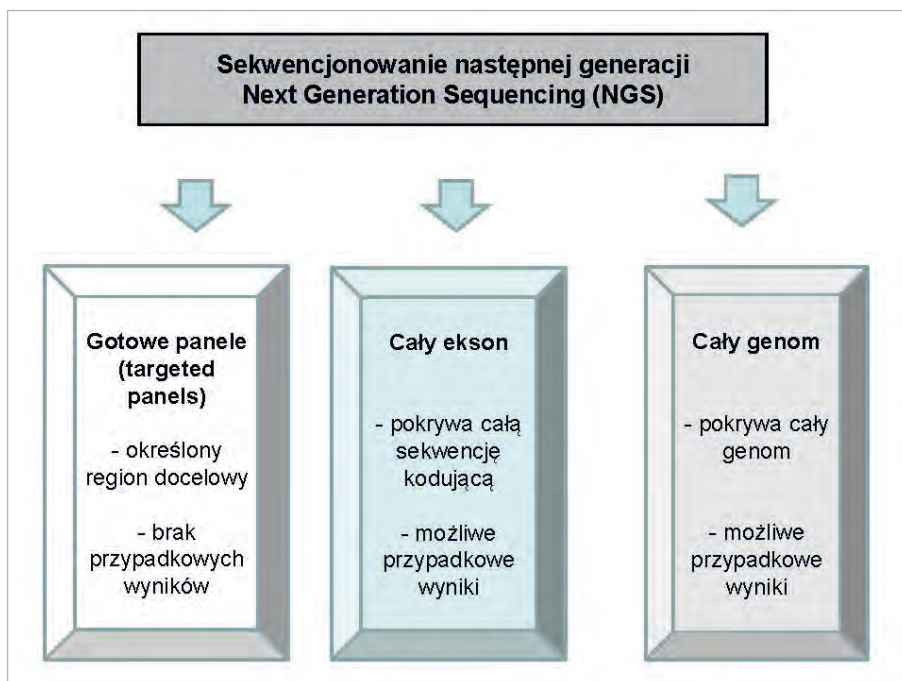 Sekwencjonowanie następnej generacji
Next Generation Sequencing (NGS)
Gotowe panele
(targeted
panels)
- określony
region docelowy
- brak
przypadkowych
wyników
Cały ekson
- pokrywa całą
sekwencję
kodującą
- możliwe
przypadkowe
wyniki
Cały genom
- pokrywa cały
genom
- możliwe
przypadkowe
wyniki